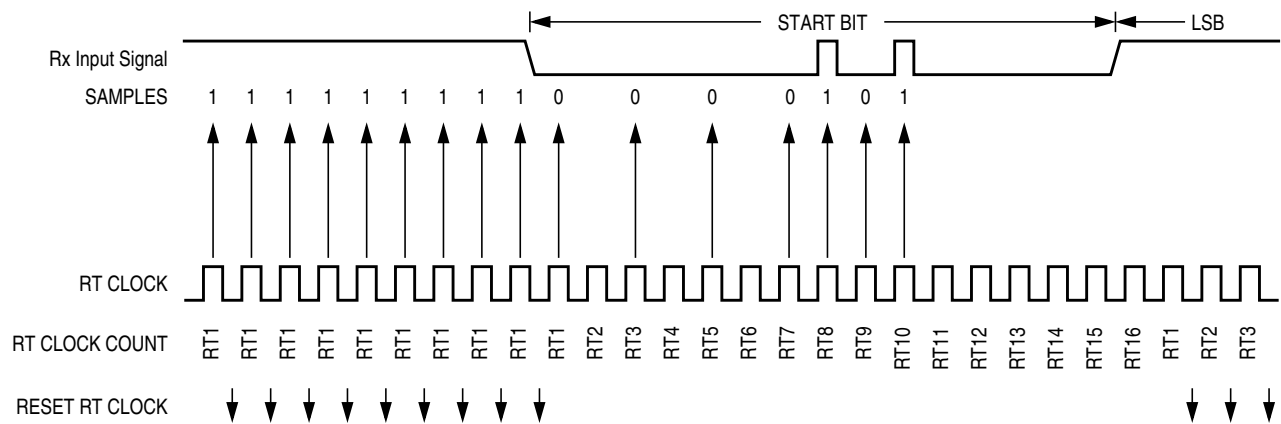 START BIT LSB
Rx Input Signal
SAMPLES 1 1 1 1 1 1 1 1 1 0 0 0 0 1 0 1
RT CLOCK
RT CLOCK COUNT RT1 RT1 RT1 RT1 RT1 RT1 RT1 RT1 RT1 RT1 RT2 RT3 RT4 RT5 RT6 RT7 RT8 RT9 RT10 RT11 RT12 RT13 RT14 RT15 RT16 RT1 RT2 RT3
RESET RT CLOCK